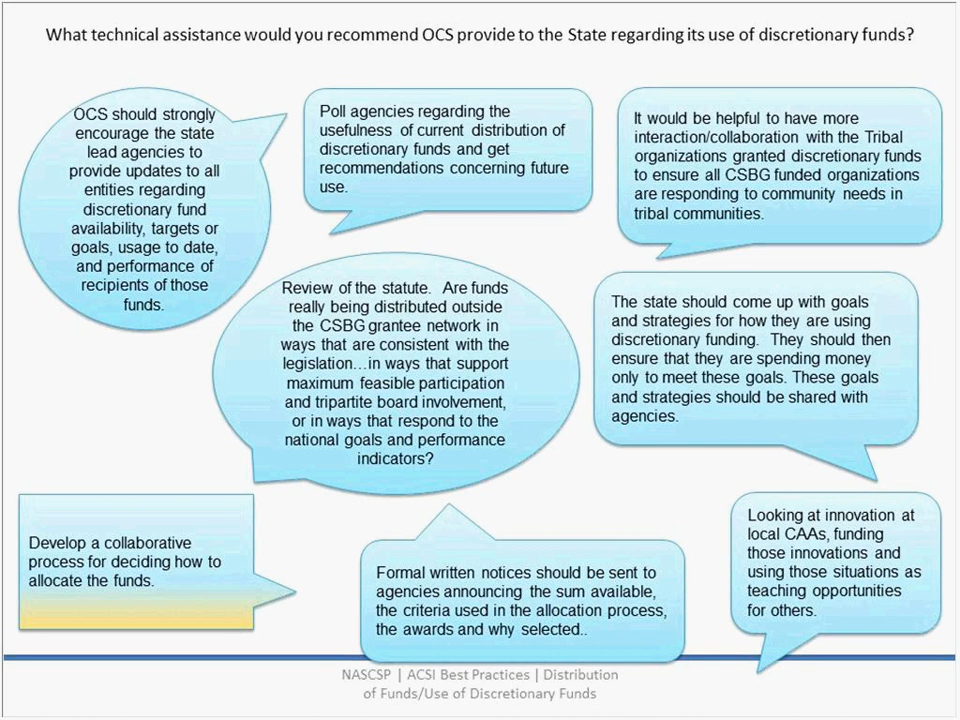 What technical assistance would you recommend OCS provide to the State regarding its use of discretionary funds?
OCS should strongly
encourage the state
lead agencies to
provide updates to all
entities regarding
discretionary fund
availability, targets or
goals, usage to date,
and performance of
recipients of those
funds.
Poll agencies regarding the
usefulness of current distribution of
discretionary funds and get
recommendations concerning future
use.
It would be helpful to have more
interaction/collaboration with the Tribal
organizations granted discretionary funds
to ensure all CSBG funded organizations
are responding to community needs in
tribal communities.
Review of the statute. Are funds
really being distributed outside
the CSBG grantee network in
ways that are consistent with the
legislation...in ways that support
maximum feasible participation
and tripartite board involvement,
or in ways that respond to the
national goals and performance
indicators?
The state should come up with goals
and strategies for how they are using
discretionary funding. They should then
ensure that they are spending money
only to meet these goals. These goals
and strategies should be shared with
agencies.
Develop a collaborative
process for deciding how to
allocate the funds.
Formal written notices should be sent to
agencies announcing the sum available,
the criteria used in the allocation process,
the awards and why selected..
Looking at innovation at
local CAAs, funding
those innovations and
using those situations as
teaching opportunities
for others.
NASCSP | ACSI Best Practices | Distribution
of Funds/Use of Discretionary Funds